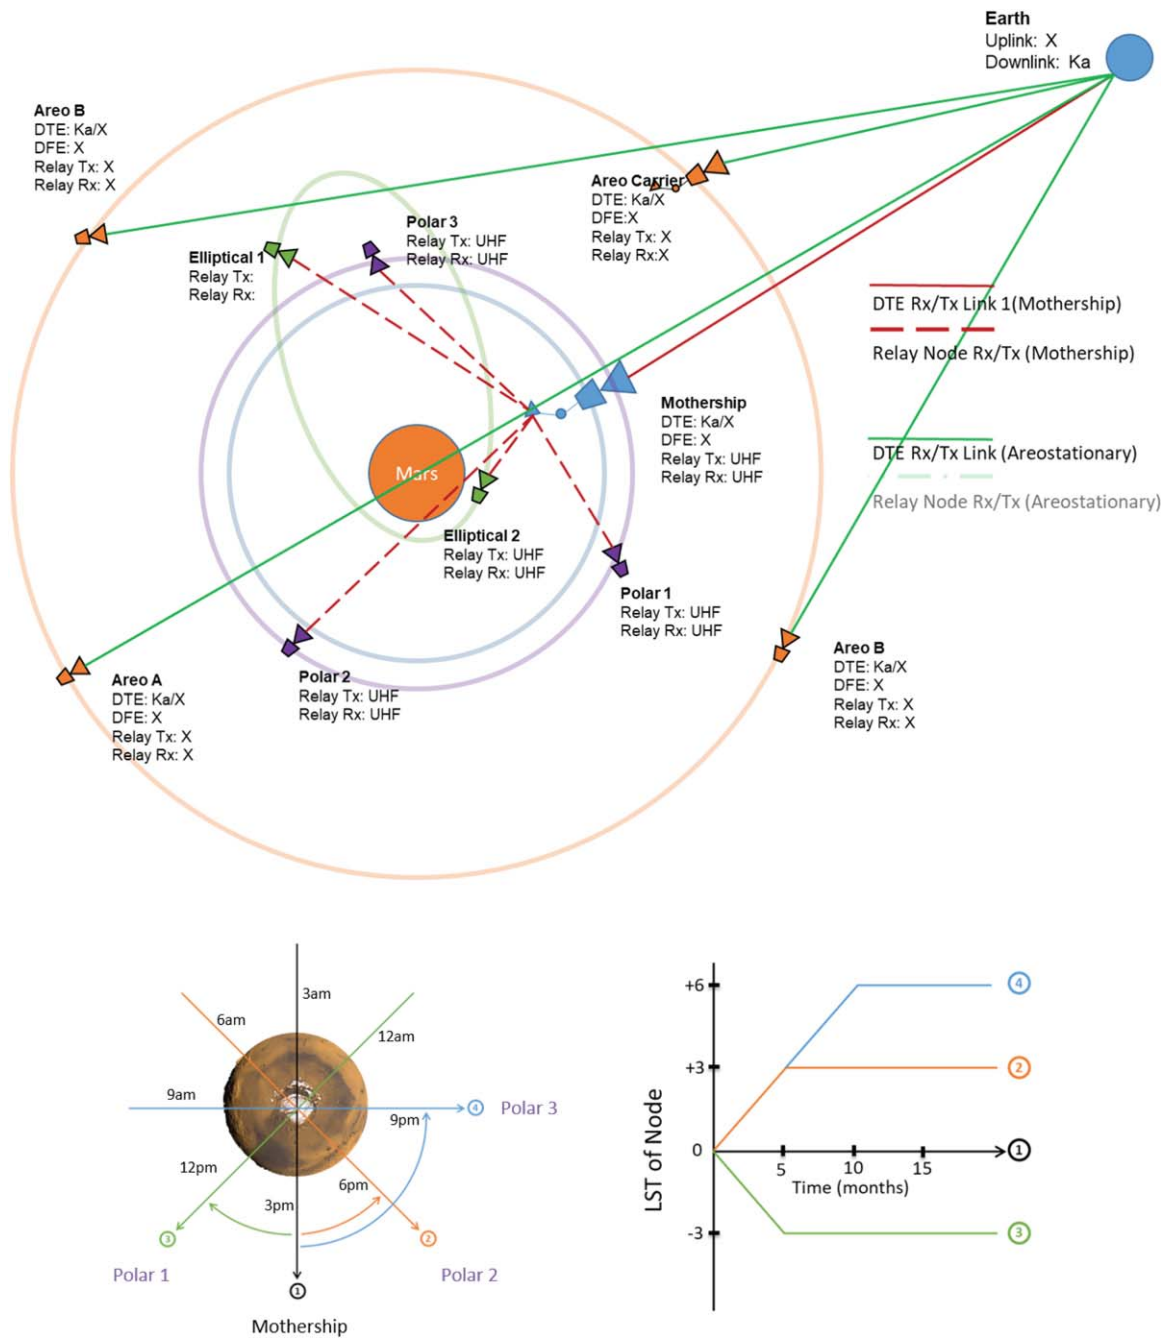 Earth
Uplink: X
Downlink: Ka
Areo B
DTE: Ka/X
DFE: X
Relay Tx: X
Relay Rx: X
Areo Carrier
DTE: Ka/X
DFE:X
Relay Tx: X
Relay Rx:X
Polar 3
Relay Tx: UHF
Relay Rx: UHF
Elliptical 1
Relay Tx:
Relay Rx:
DTE Rx/Tx Link 1(Mothership)
Relay Node Rx/Tx (Mothership)
DTE Rx/Tx Link (Areostationary)
Relay Node Rx/Tx (Areostationary)
Mothership
DTE: Ka/X
DFE: X
Relay Tx: UHF
Relay Rx: UHF
Mars
Elliptical 2
Relay Tx: UHF
Relay Rx: UHF
Polar 1
Relay Tx: UHF
Relay Rx: UHF
Polar 2
Relay Tx: UHF
Relay Rx: UHF
Areo A
DTE: Ka/X
DFE: X
Relay Tx: X
Relay Rx: X
Areo B
DTE: Ka/X
DFE: X
Relay Tx: X
Relay Rx: X
3am
6am
12am
9am
9pm
4
Polar 3
12pm
6pm
3pm
3
2
Polar 1
Polar 2
1
Mothership
LST of Node
+6
+3
0
-3
5
10
15
Time (months)
4
2
1
3